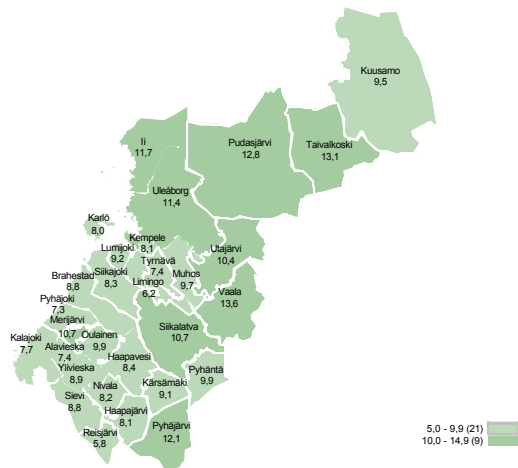 Kuusamo
9,5
Ii
11,7
Pudasjärvi
12,8
Taivalkoski
13,1
Uleåborg
11,4
Karlö
8,0
Kempele
8,1
Lumijoki
9,2
Tyrnävä
7,4
Utajärvi
10,4
Brahestad
8,8
Siikajoki
8,3
Limingo
6,2
Muhos
9,7
Vaala
13,6
Pyhäjoki
7,3
Merijärvi
10,7
Oulainen
9,9
Siikalatva
10,7
Kalajoki
7,7
Alavieska
7,4
Ylivieska
8,9
Haapavesi
8,4
Pyhäntä
9,9
Sievi
8,8
Nivala
8,2
Kärsämäki
9,1
Haapajärvi
8,1
Reisjärvi
5,8
Pyhäjärvi
12,1
5,0 - 9,9 (21)
10,0 - 14,9 (9)